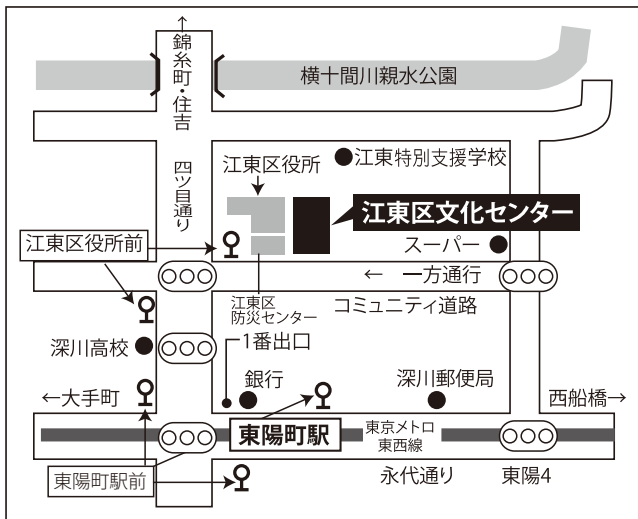 ↑錦糸町・住吉
横十間川親水公園
四ツ目通り
江東区役所
江東特別支援学校
江東区文化センター
江東区役所前
スーパー
← 一方通行
江東区
防災センター
コミュニティ道路
深川高校
1番出口
←大手町
銀行
深川郵便局
西船橋→
東陽町駅
東京メトロ
東西線
東陽町駅前
永代通り
東陽4